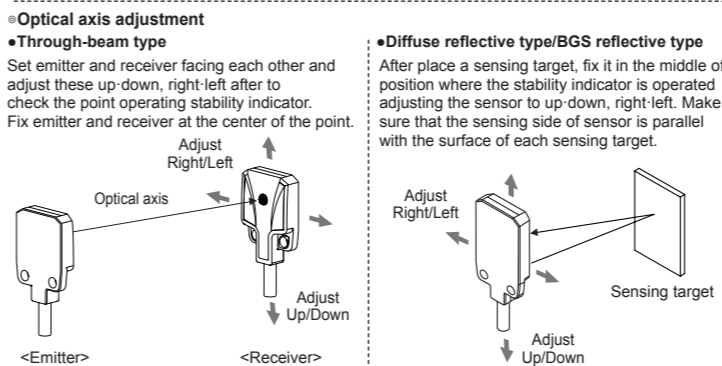 ◎Optical axis adjustment
●Through-beam type
Set emitter and receiver facing each other and
adjust these up·down, right·left after to
check the point operating stability indicator.
Fix emitter and receiver at the center of the point.
Adjust
Right/Left
Optical axis
Adjust
Up/Down
<Emitter>
<Receiver>
●Diffuse reflective type/BGS reflective type
After place a sensing target, fix it in the middle of
position where the stability indicator is operated
adjusting the sensor to up·down, right·left. Make
sure that the sensing side of sensor is parallel
with the surface of each sensing target.
Adjust
Right/Left
Sensing target
Adjust
Up/Down